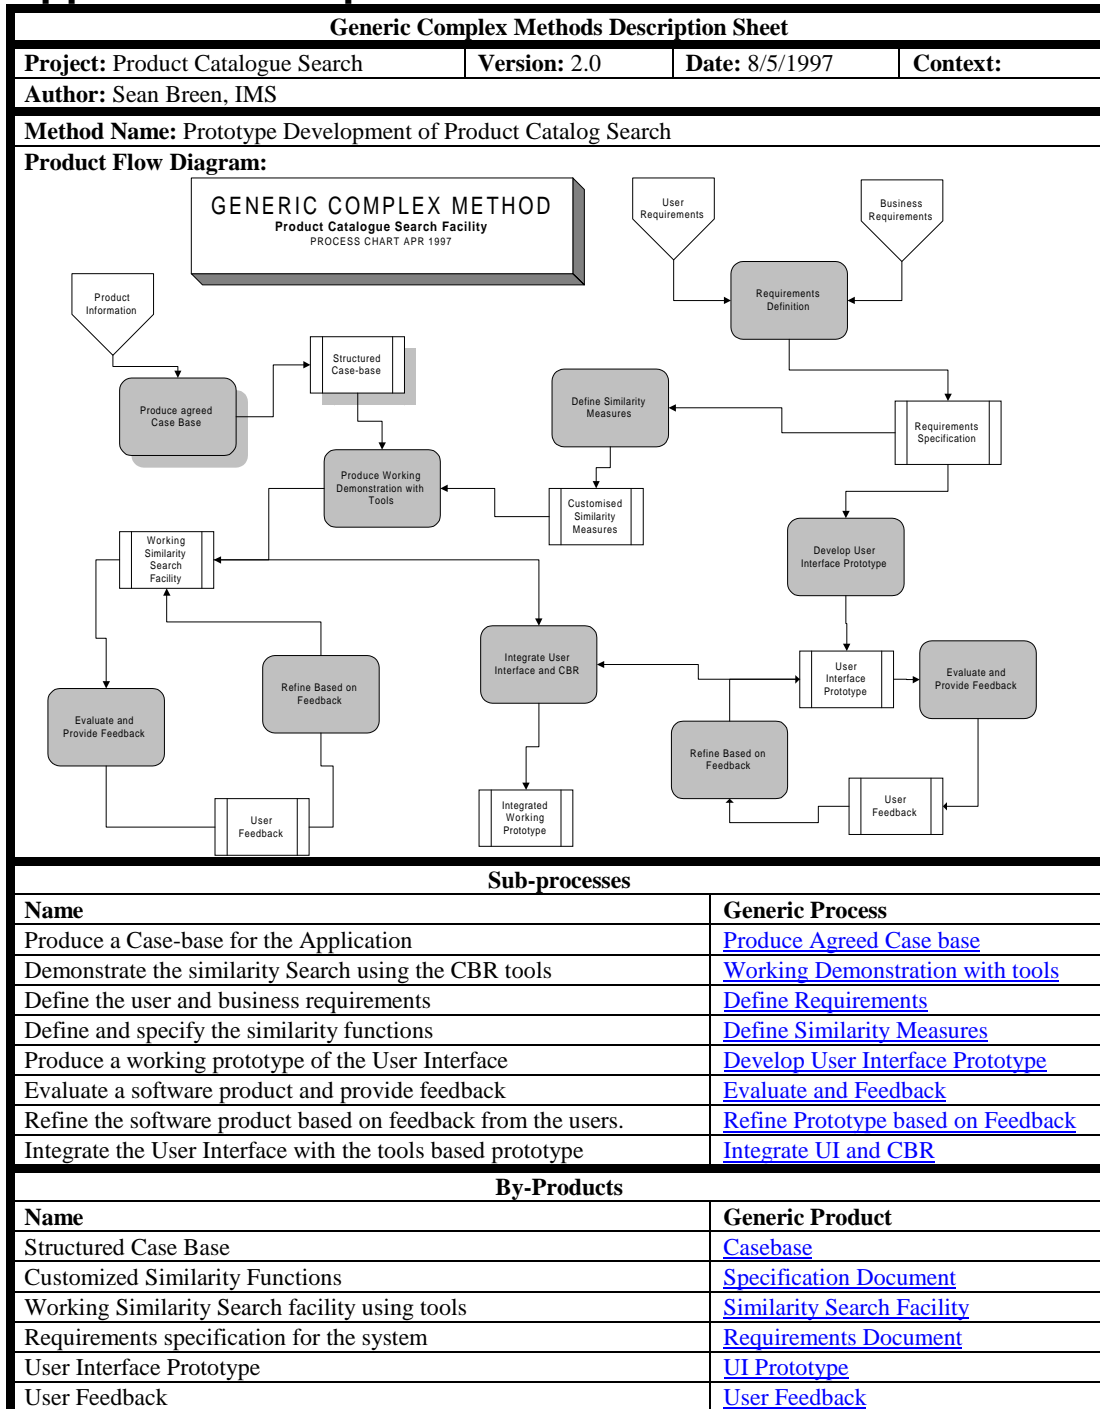 Generic Complex Methods Description Sheet
Project: Product Catalogue Search Version: 2.0 Date: 8/5/1997 Context:
Author: Sean Breen, IMS
Method Name: Prototype Development of Product Catalog Search
Product Flow Diagram:
GENERIC COMPLEX METHOD
Product Catalogue Search Facility
PROCESS CHART APR 1997
User
Requirements
Business
Requirements
Requirements
Definition
Product
Information
Structured
Case-base
Produce agreed
Case Base
Define Similarity
Measures
Requirements
Specification
Produce Working
Demonstration with
Tools
Customised
Similarity
Measures
Working
Similarity
Search
Facility
Develop User
Interface Prototype
Integrate User
Interface and CBR
User
Interface
Prototype
Evaluate and
Provide Feedback
Refine Based on
Feedback
Evaluate and
Provide Feedback
Refine Based on
Feedback
User
Feedback
Integrated
Working
Prototype
User
Feedback
Sub-processes
Name Generic Process
Produce a Case-base for the Application Produce Agreed Case base
Demonstrate the similarity Search using the CBR tools Working Demonstration with tools
Define the user and business requirements Define Requirements
Define and specify the similarity functions Define Similarity Measures
Produce a working prototype of the User Interface Develop User Interface Prototype
Evaluate a software product and provide feedback Evaluate and Feedback
Refine the software product based on feedback from the users. Refine Prototype based on Feedback
Integrate the User Interface with the tools based prototype Integrate UI and CBR
By-Products
Name Generic Product
Structured Case Base Casebase
Customized Similarity Functions Specification Document
Working Similarity Search facility using tools Similarity Search Facility
Requirements specification for the system Requirements Document
User Interface Prototype UI Prototype
User Feedback User Feedback